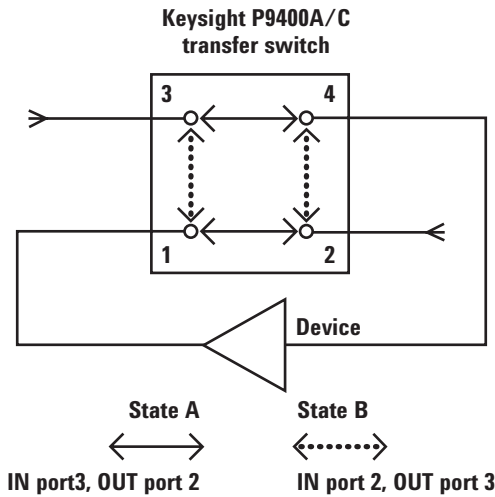 Keysight P9400A/C
transfer switch
3 4
1 2
Device
State A State B
IN port3, OUT port 2 IN port 2, OUT port 3